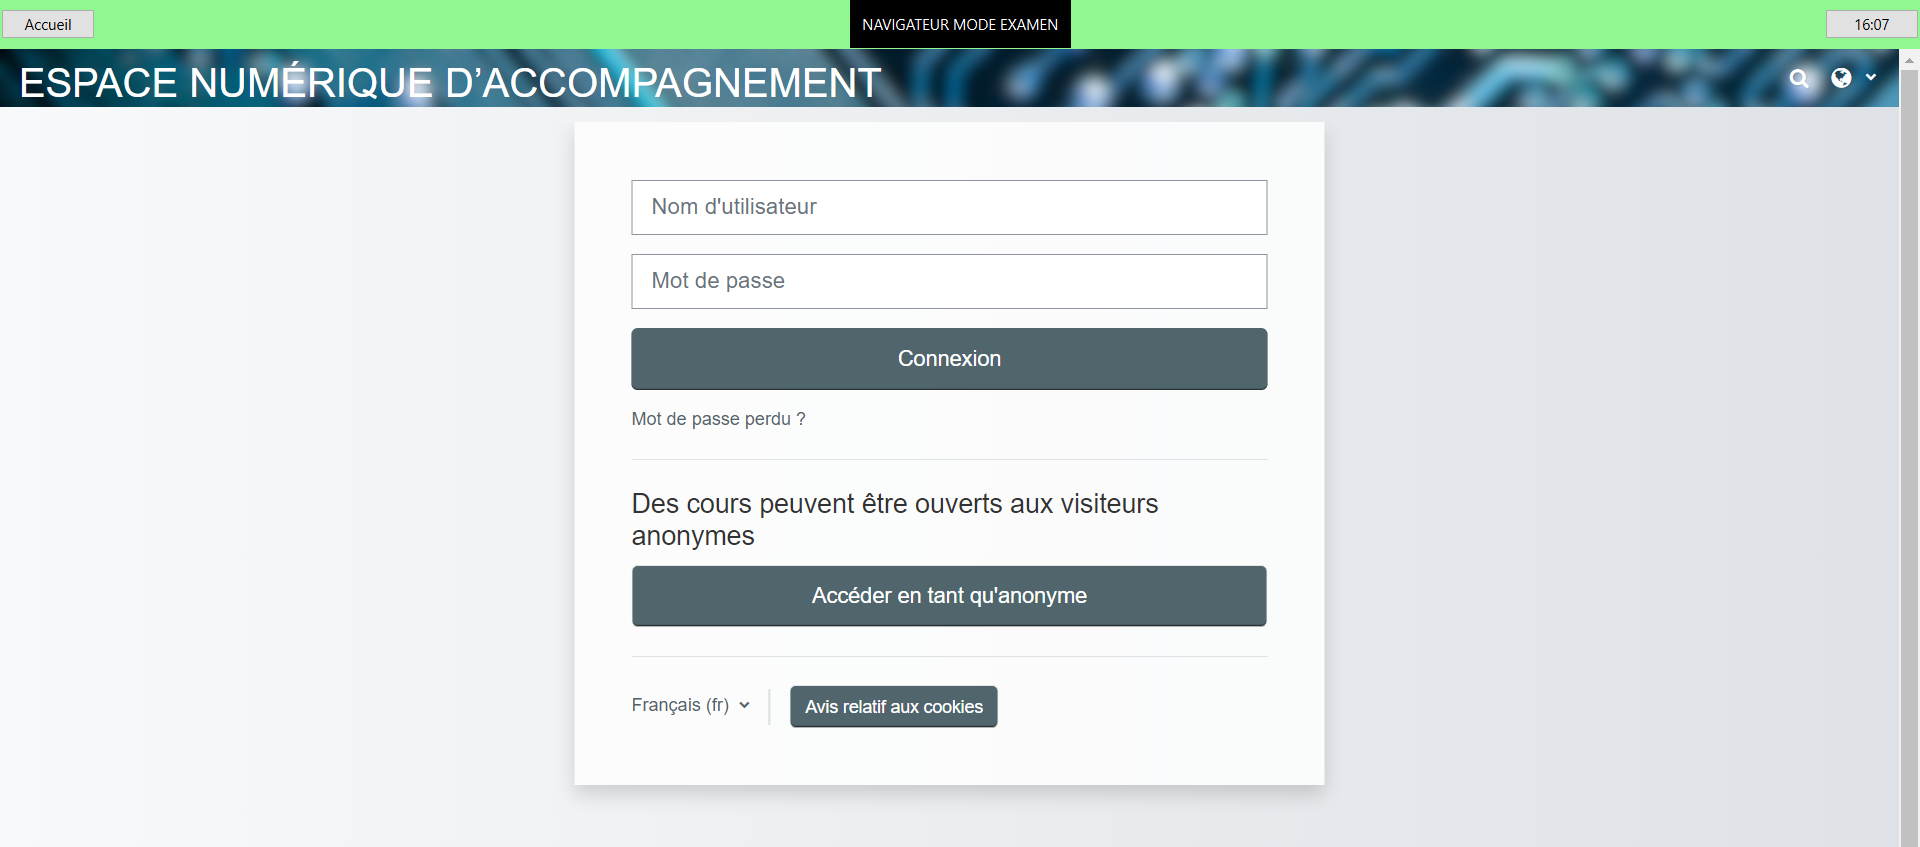 Accueil
NAVIGATEUR MODE EXAMEN
16:07
ESPACE NUMÉRIQUE D’ACCOMPAGNEMENT
Nom d'utilisateur
Mot de passe
Connexion
Mot de passe perdu ?
Des cours peuvent être ouverts aux visiteurs
anonymes
Accéder en tant qu'anonyme
Français (fr)
Avis relatif aux cookies